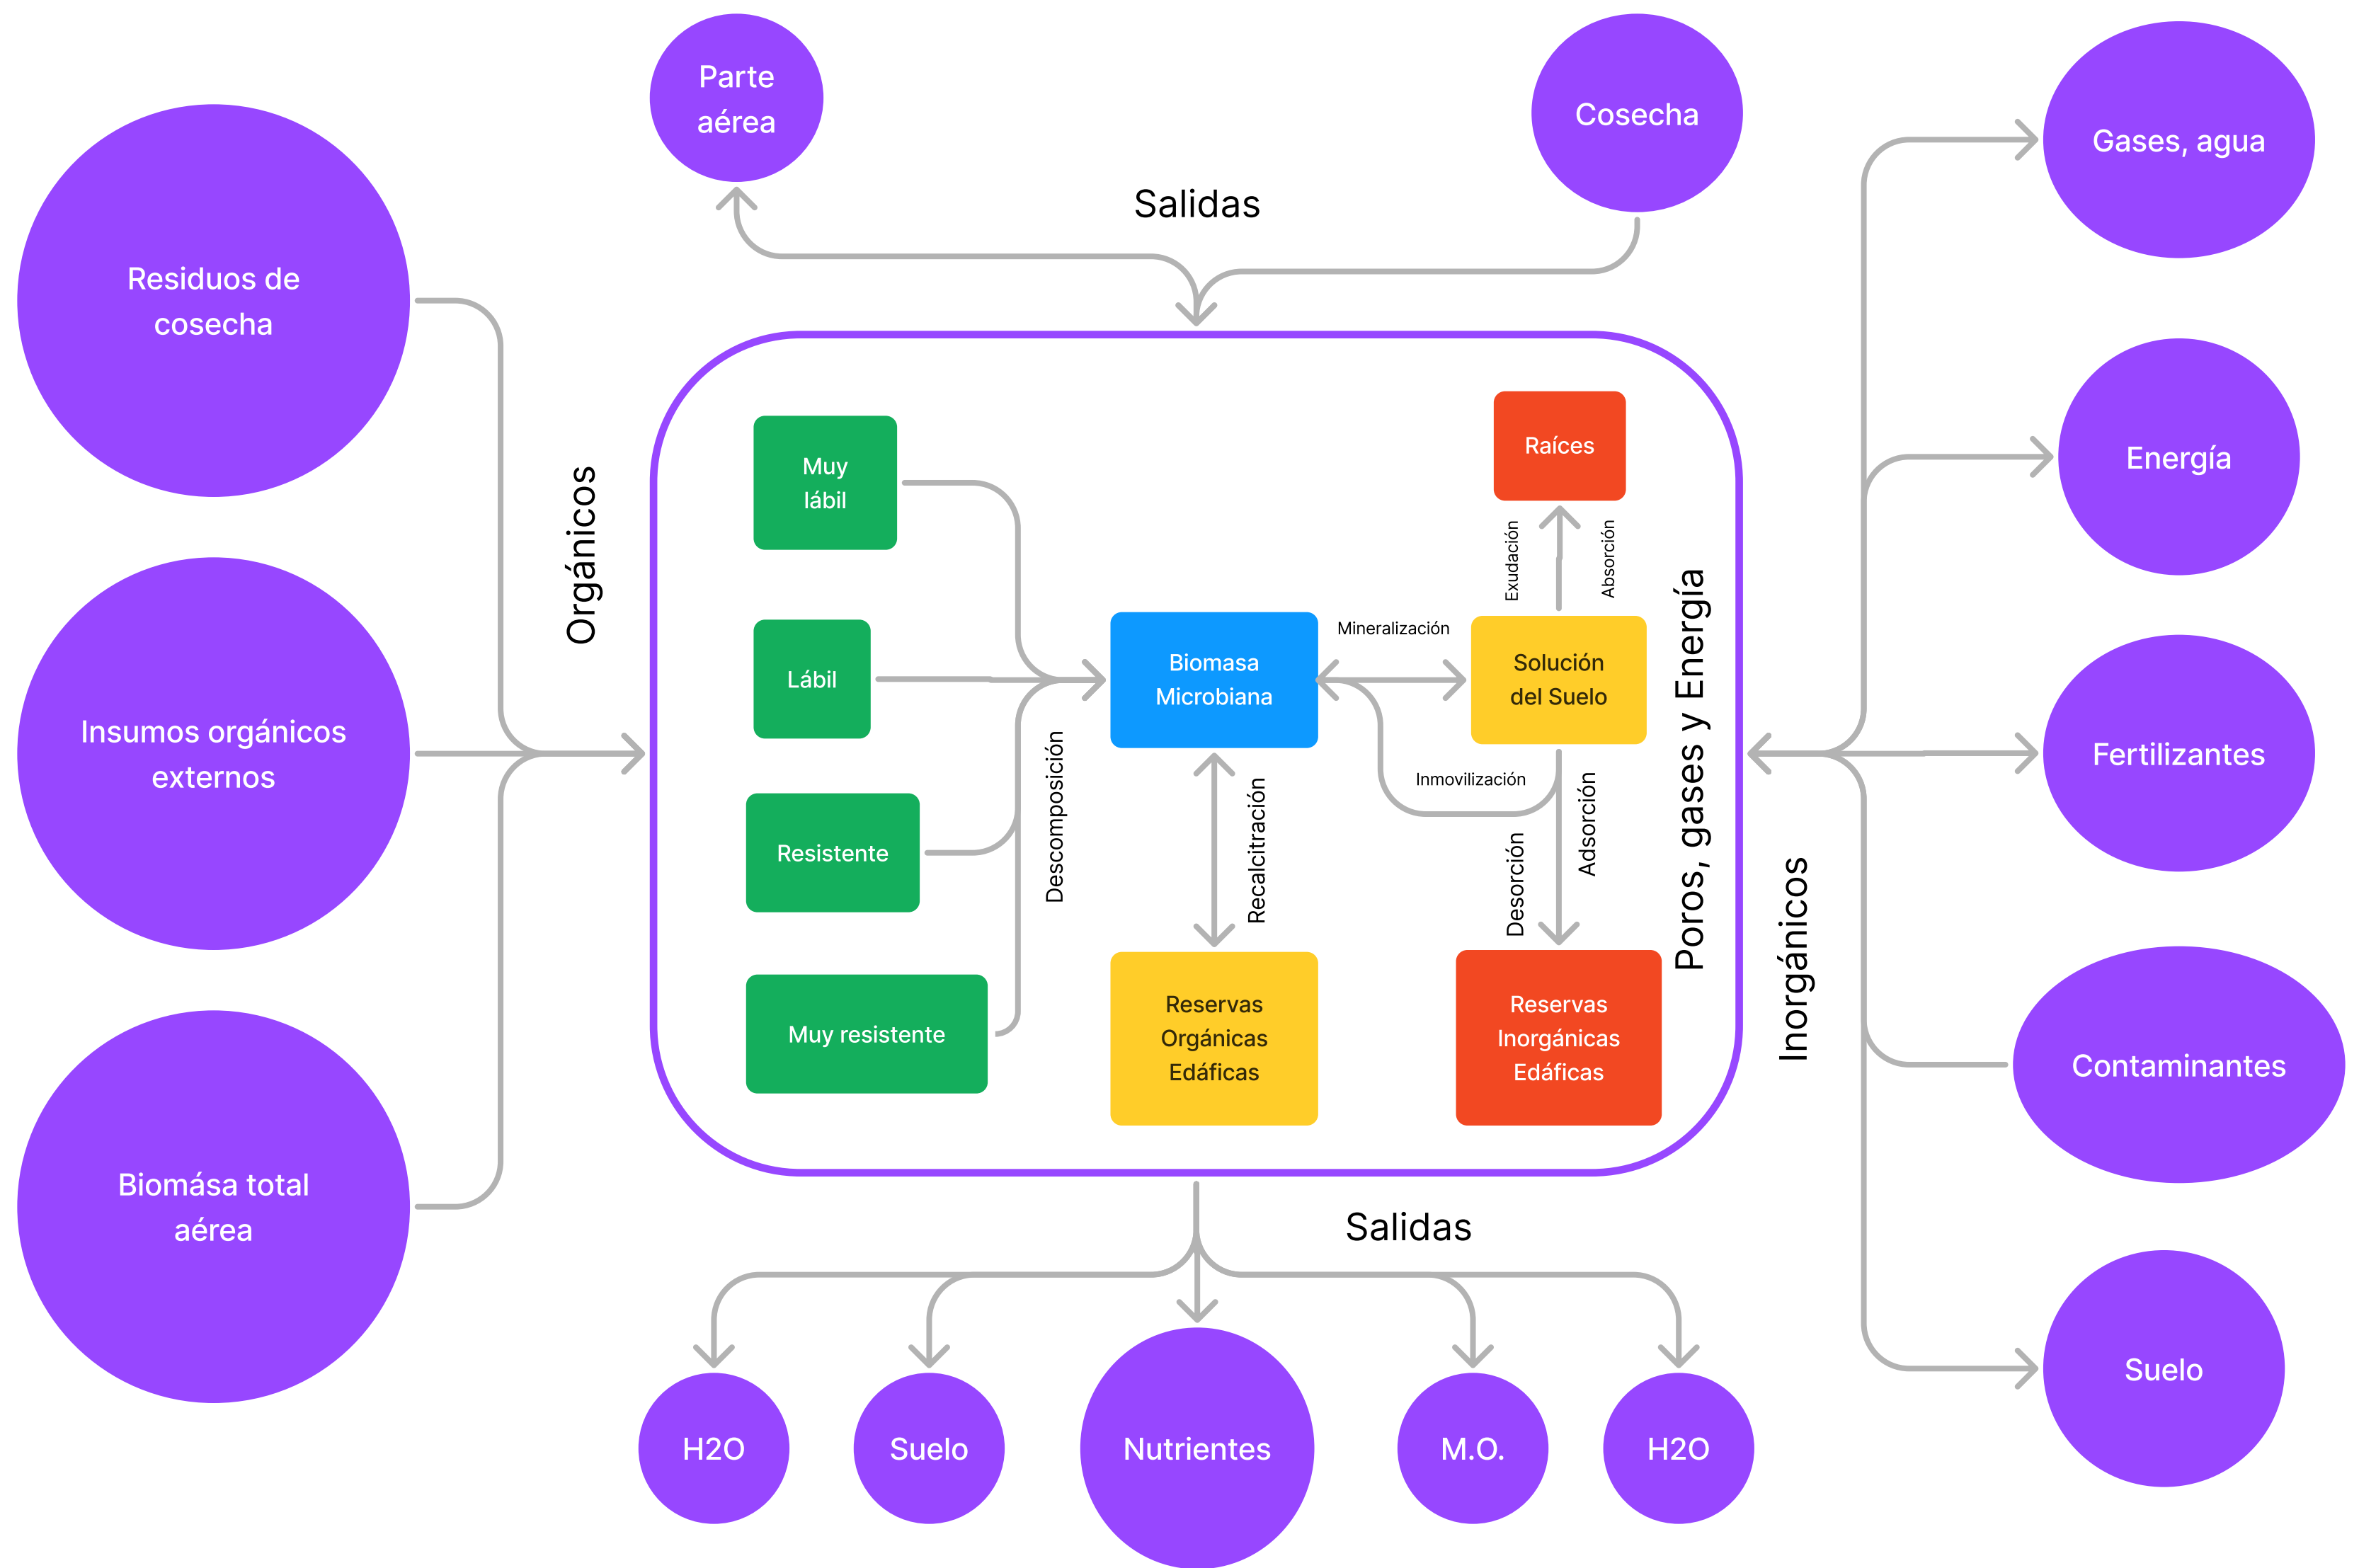 Parte
aérea
Cosecha
Gases, agua
Salidas
Residuos de
cosecha
Orgánicos
Muy
lábil
Raíces
Energía
Exudación
Absorción
Mineralización
Lábil
Biomasa
Microbiana
Solución
del Suelo
Poros, gases y Energía
Insumos orgánicos
externos
Fertilizantes
Descomposición
Recalcitración
Inmovilización
Adsorción
Desorción
Resistente
Inorgánicos
Muy resistente
Reservas
Orgánicas
Edáficas
Reservas
Inorgánicas
Edáficas
Contaminantes
Biomása total
aérea
Salidas
Suelo
H2O
Suelo
Nutrientes
M.O.
H2O